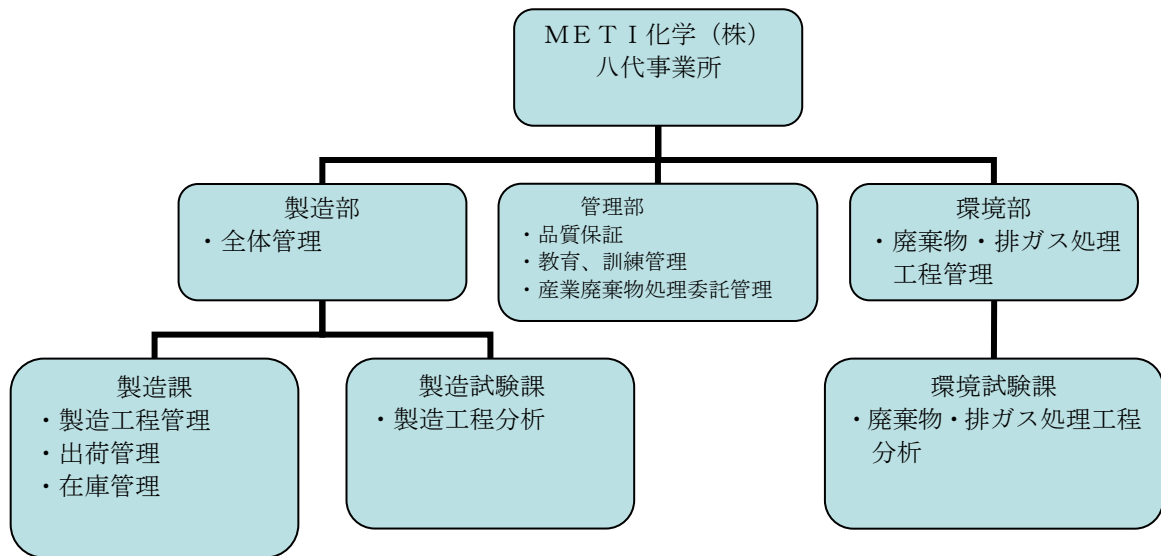 ＭＥＴＩ化学（株）
八代事業所
製造部
・全体管理
管理部
・品質保証
・教育、訓練管理
・産業廃棄物処理委託管理
環境部
・廃棄物・排ガス処理
工程管理
製造課
・製造工程管理
・出荷管理
・在庫管理
製造試験課
・製造工程分析
環境試験課
・廃棄物・排ガス処理工程
分析